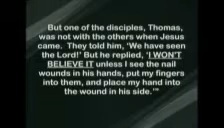 But one of the disciples, Thomas,
was not with the others when Jesus
came. They told him, 'We have seen
the Lord!' But he replied, 'I WON'T
BELIEVE IT unless I see the nail
wounds in his hands, put my fingers
into them, and place my hand into
the wound in his side.'"